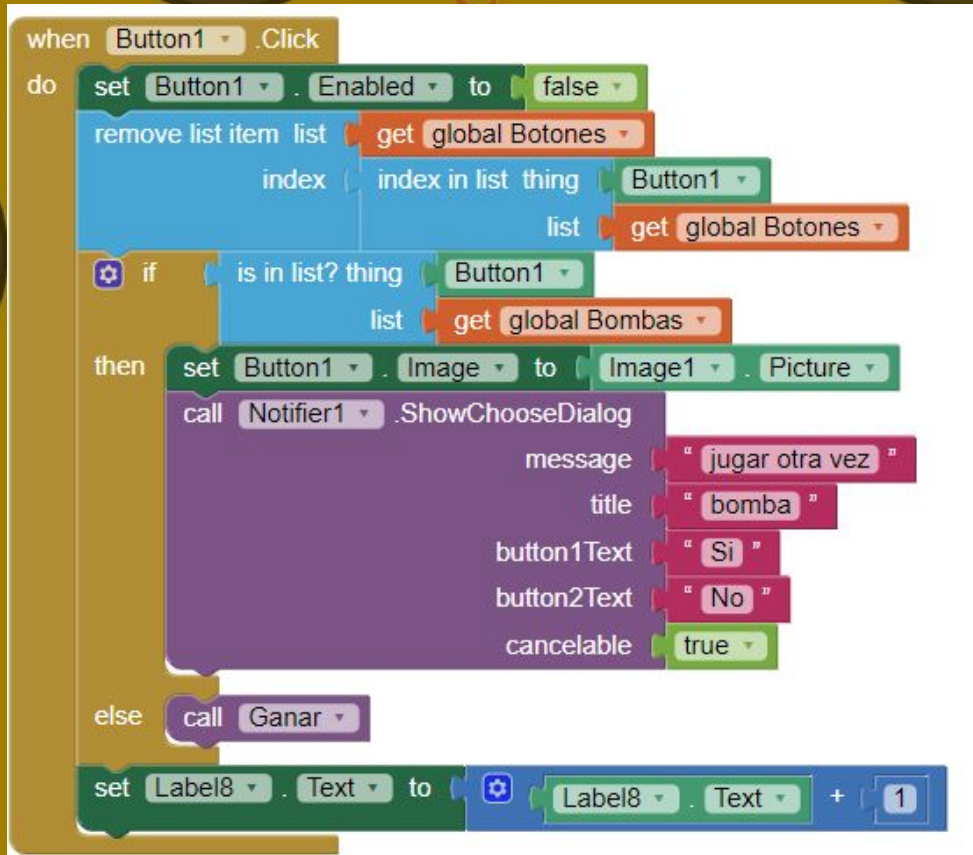 when Button1 .Click
do set Button1 . Enabled to false
remove list item list get global Botones
index index in list thing Button1
list get global Botones
if is in list? thing Button1
list get global Bombas
then set Button1 . Image to Image1 . Picture
call Notifier1 .ShowChooseDialog
message " jugar otra vez "
title " bomba "
button1Text " Si "
button2Text " No "
cancelable true
else call Ganar
set Label8 . Text to Label8 . Text + 1